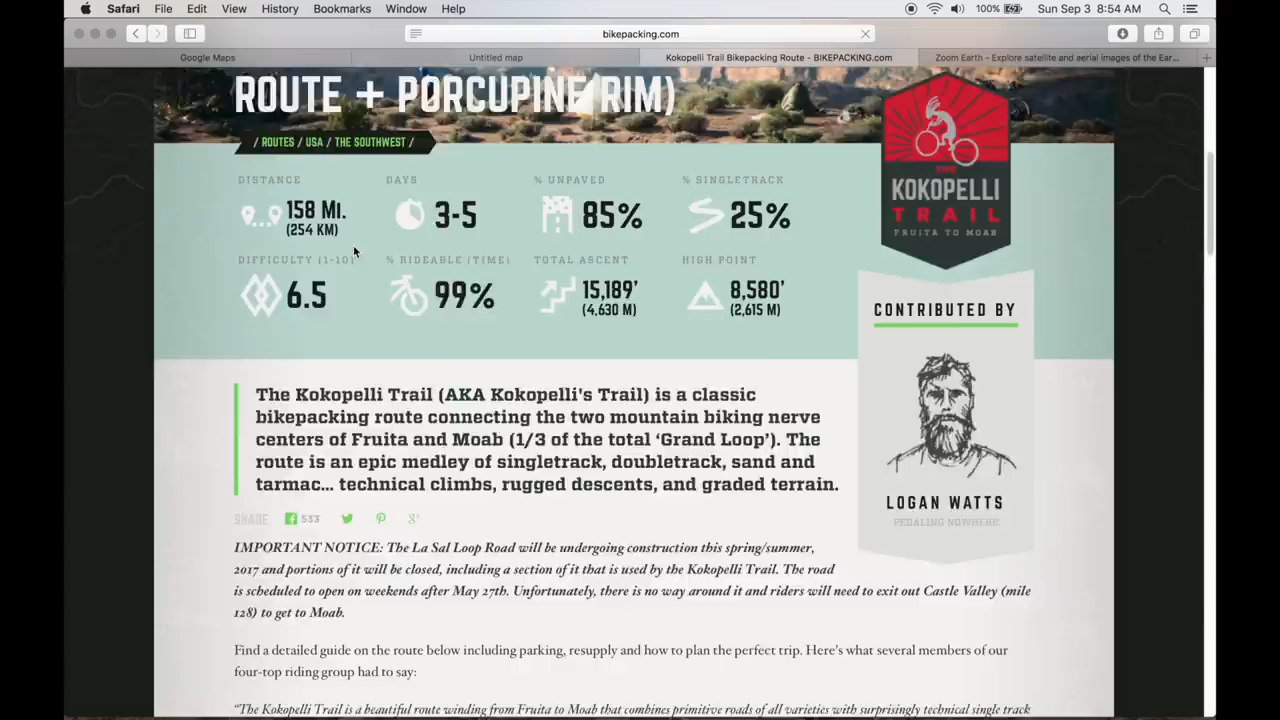 Safari File Edit View History Bookmarks Window Help 100% Sun Sep 3 8:54 AM
bikepacking.com
Google Maps Untitled map Kokopelli Trail Bikepacking Route - BIKEPACKING.com Zoom Earth - Explore satellite and aerial images of the Ear...
ROUTE + PORCUPINE RIM)
/ ROUTES / USA / THE SOUTHWEST /
DISTANCE DAYS % UNPAVED % SINGLETRACK
158 MI. 3-5 85% 25%
(254 KM)
DIFFICULTY (1-10) % RIDEABLE (TIME) TOTAL ASCENT HIGH POINT
6.5 99% 15,189' 8,580'
(4,630 M) (2,615 M)
THE
KOKOPELLI
TRAIL
FRUITA TO MOAB
CONTRIBUTED BY
LOGAN WATTS
PEDALING NOWHERE
The Kokopelli Trail (AKA Kokopelli's Trail) is a classic
bikepacking route connecting the two mountain biking nerve
centers of Fruita and Moab (1/3 of the total ‘Grand Loop’). The
route is an epic medley of singletrack, doubletrack, sand and
tarmac... technical climbs, rugged descents, and graded terrain.
SHARE 533
IMPORTANT NOTICE: The La Sal Loop Road will be undergoing construction this spring/summer,
2017 and portions of it will be closed, including a section of it that is used by the Kokopelli Trail. The road
is scheduled to open on weekends after May 27th. Unfortunately, there is no way around it and riders will need to exit out Castle Valley (mile
128) to get to Moab.
Find a detailed guide on the route below including parking, resupply and how to plan the perfect trip. Here’s what several members of our
four-top riding group had to say:
“The Kokopelli Trail is a beautiful route winding from Fruita to Moab that combines primitive roads of all varieties with surprisingly technical single track